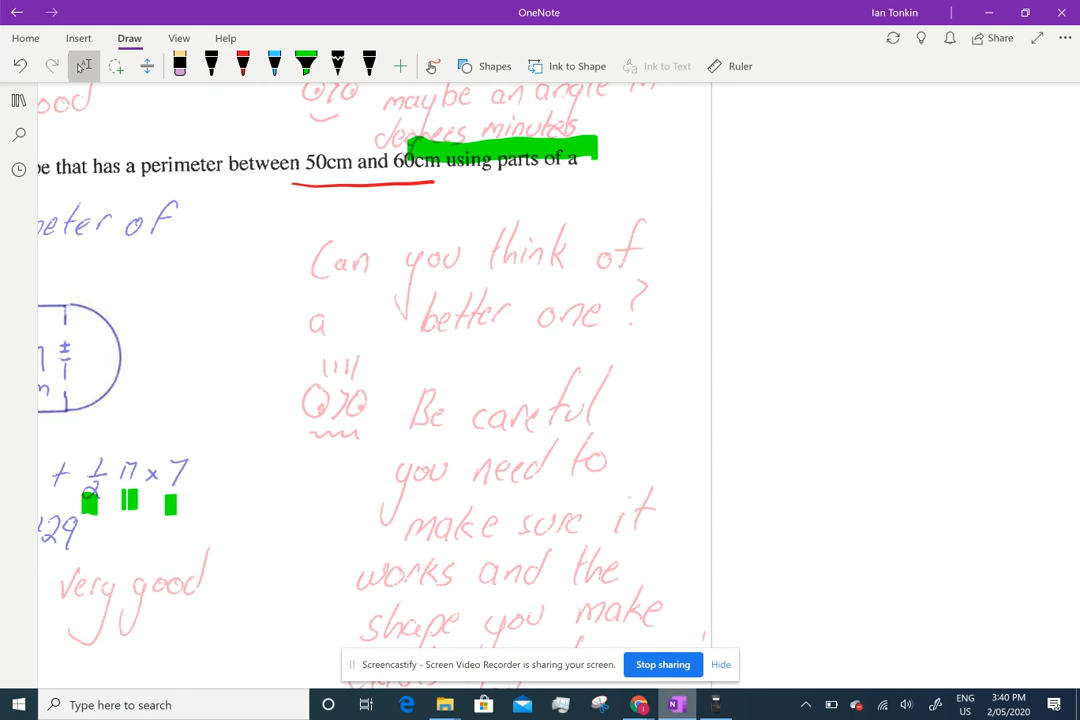 OneNote
Ian Tonkin
Home Insert Draw View Help
Share
Shapes Ink to Shape Ink to Text Ruler
ood
maybe an angle in
degrees minutes
pe that has a perimeter between 50cm and 60cm using parts of a
meter of
Can you think of
a better one?
Be careful
you need to
make sure it
works and the
shape you make
+ 1/2 π × 7
229
very good
Screencastify - Screen Video Recorder is sharing your screen. Stop sharing Hide
Type here to search
ENG
US
3:40 PM
2/05/2020